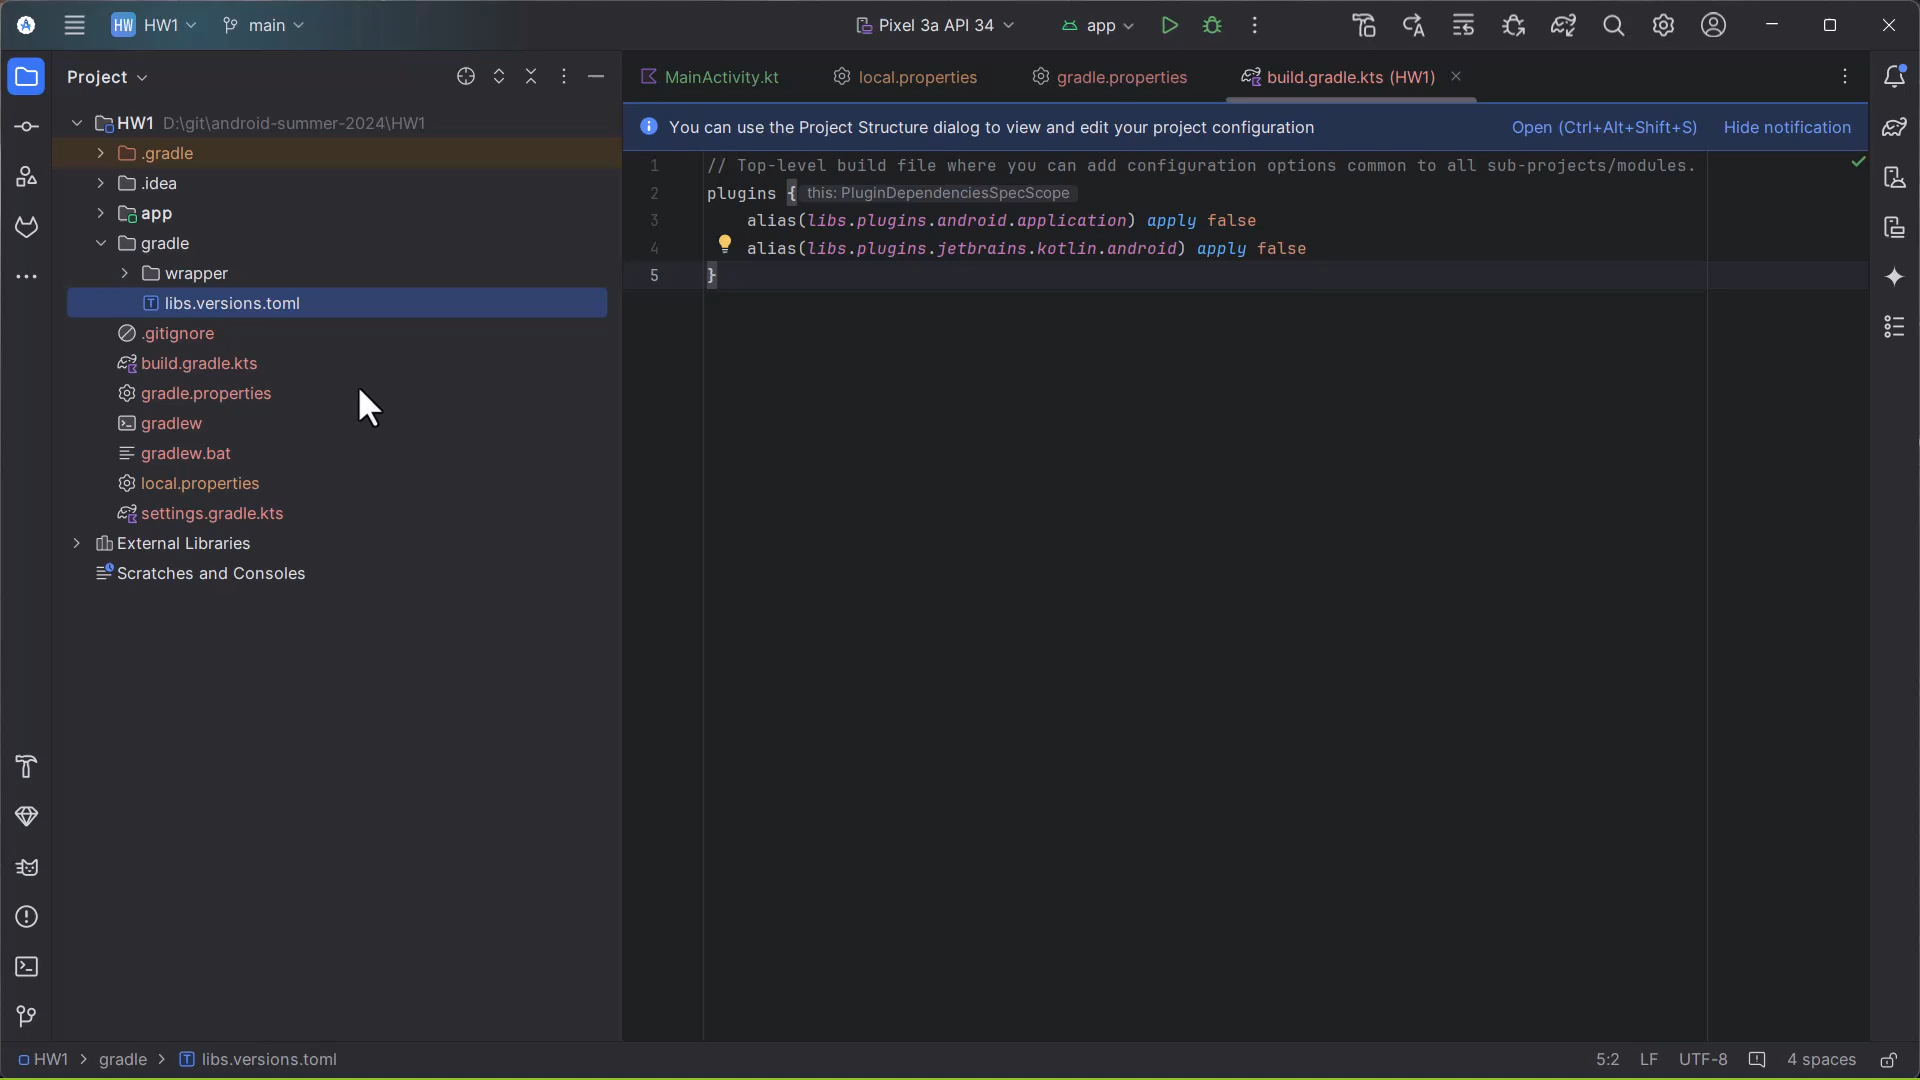 HW HW1 main Pixel 3a API 34 app
Project
HW1 D:\git\android-summer-2024\HW1
.gradle
.idea
app
gradle
wrapper
libs.versions.toml
.gitignore
build.gradle.kts
gradle.properties
gradlew
gradlew.bat
local.properties
settings.gradle.kts
External Libraries
Scratches and Consoles
MainActivity.kt local.properties gradle.properties build.gradle.kts (HW1)
You can use the Project Structure dialog to view and edit your project configuration Open (Ctrl+Alt+Shift+S) Hide notification
1 // Top-level build file where you can add configuration options common to all sub-projects/modules.
2 plugins { this: PluginDependenciesSpecScope
3 alias(libs.plugins.android.application) apply false
4 alias(libs.plugins.jetbrains.kotlin.android) apply false
5 }
HW1 > gradle > libs.versions.toml 5:2 LF UTF-8 4 spaces